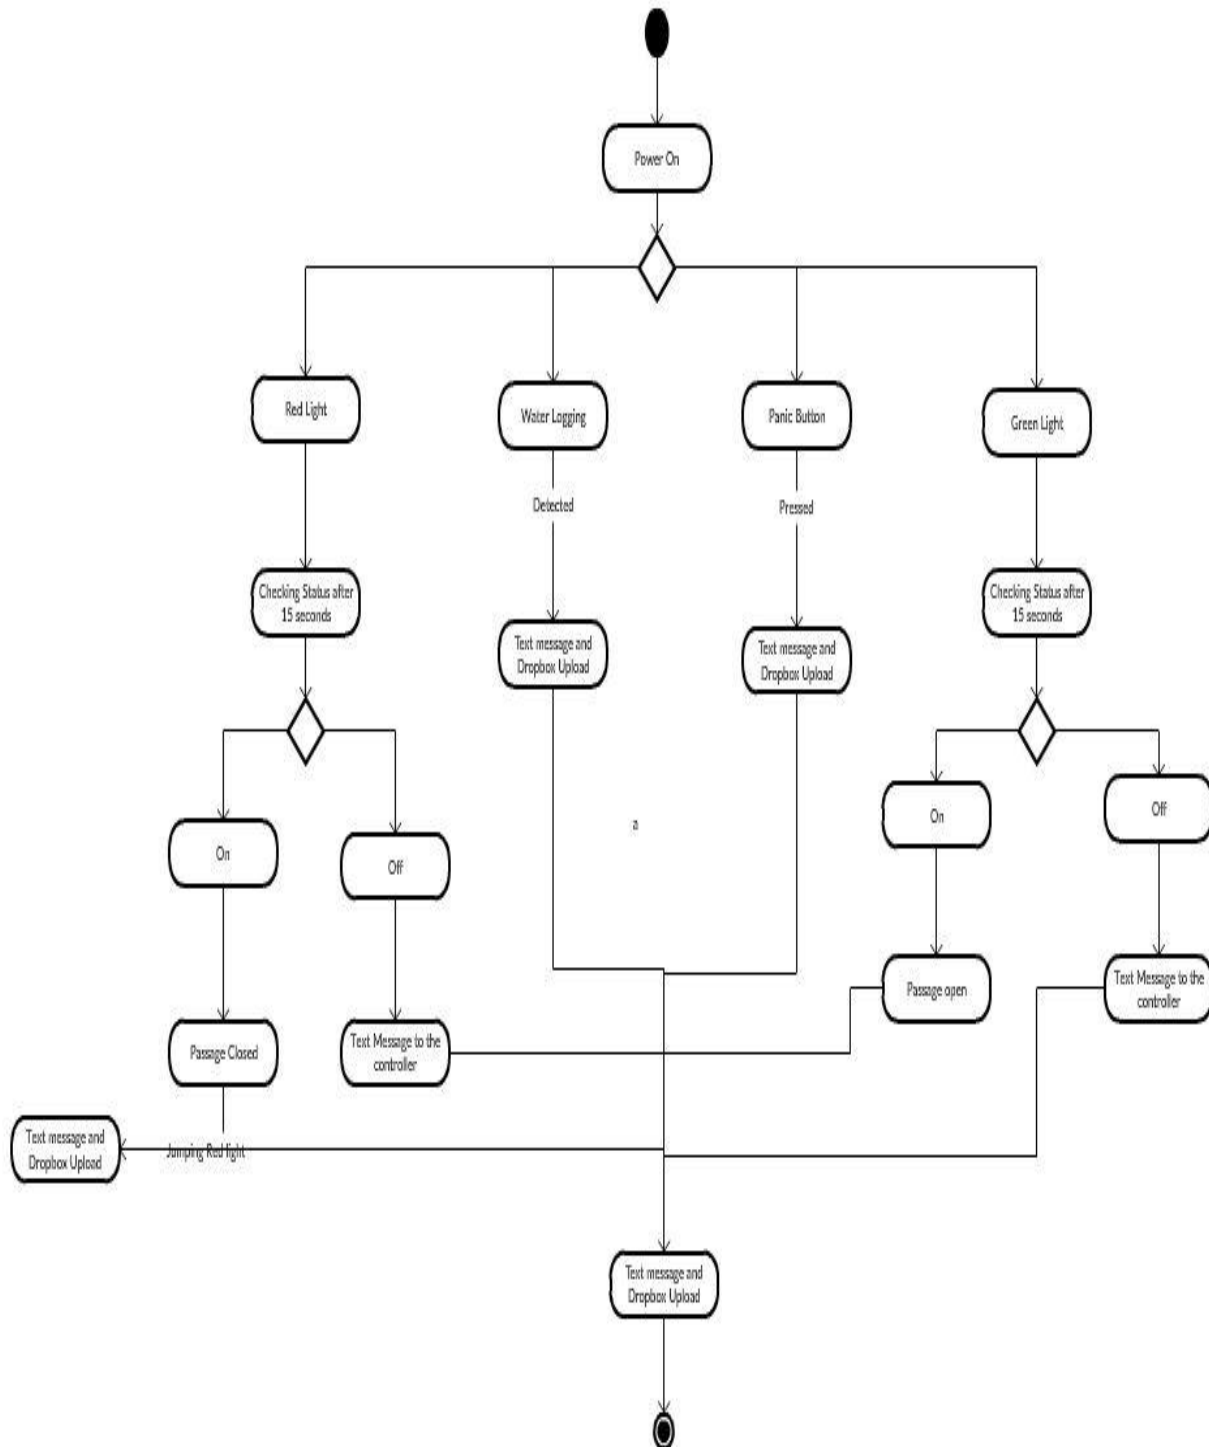 Power On
Red Light
Water Logging
Panic Button
Green Light
Detected
Pressed
Checking Status after
15 seconds
Text message and
Dropbox Upload
Text message and
Dropbox Upload
Checking Status after
15 seconds
On
Off
a
On
Off
Passage Closed
Text Message to the
controller
Passage open
Text Message to the
controller
Text message and
Dropbox Upload
Jumping Red light
Text message and
Dropbox Upload